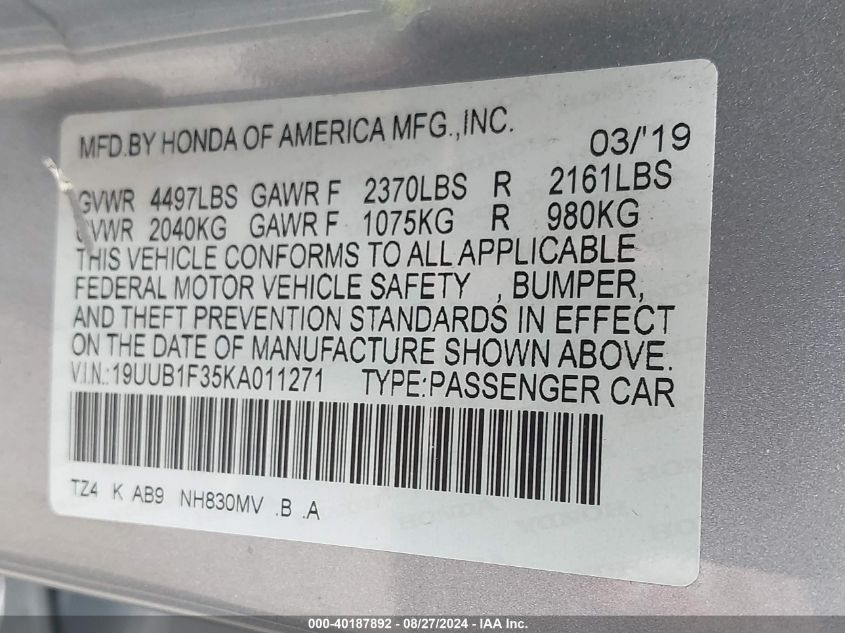 MFD.BY HONDA OF AMERICA MFG.,INC.
03/'19
GVWR 4497LBS GAWR F 2370LBS R 2161LBS
GVWR 2040KG GAWR F 1075KG R 980KG
THIS VEHICLE CONFORMS TO ALL APPLICABLE
FEDERAL MOTOR VEHICLE SAFETY , BUMPER,
AND THEFT PREVENTION STANDARDS IN EFFECT
ON THE DATE OF MANUFACTURE SHOWN ABOVE.
V.I.N.:19UUB1F35KA011271 TYPE:PASSENGER CAR
TZ4 K AB9 NH830MV .B .A
000-40187892 - 08/27/2024 - IAA Inc.